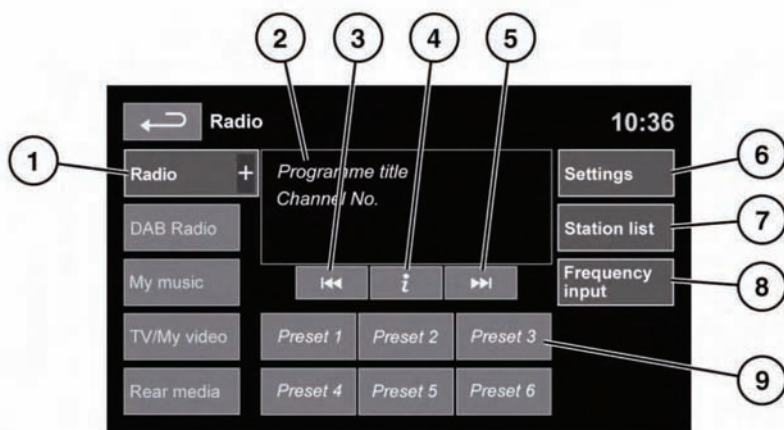 2 3 4 5
Radio 10:36
1 Radio + Programme title Settings 6
Channel No.
DAB Radio Station list 7
My music i Frequency input 8
TV/My video Preset 1 Preset 2 Preset 3
Rear media Preset 4 Preset 5 Preset 6 9